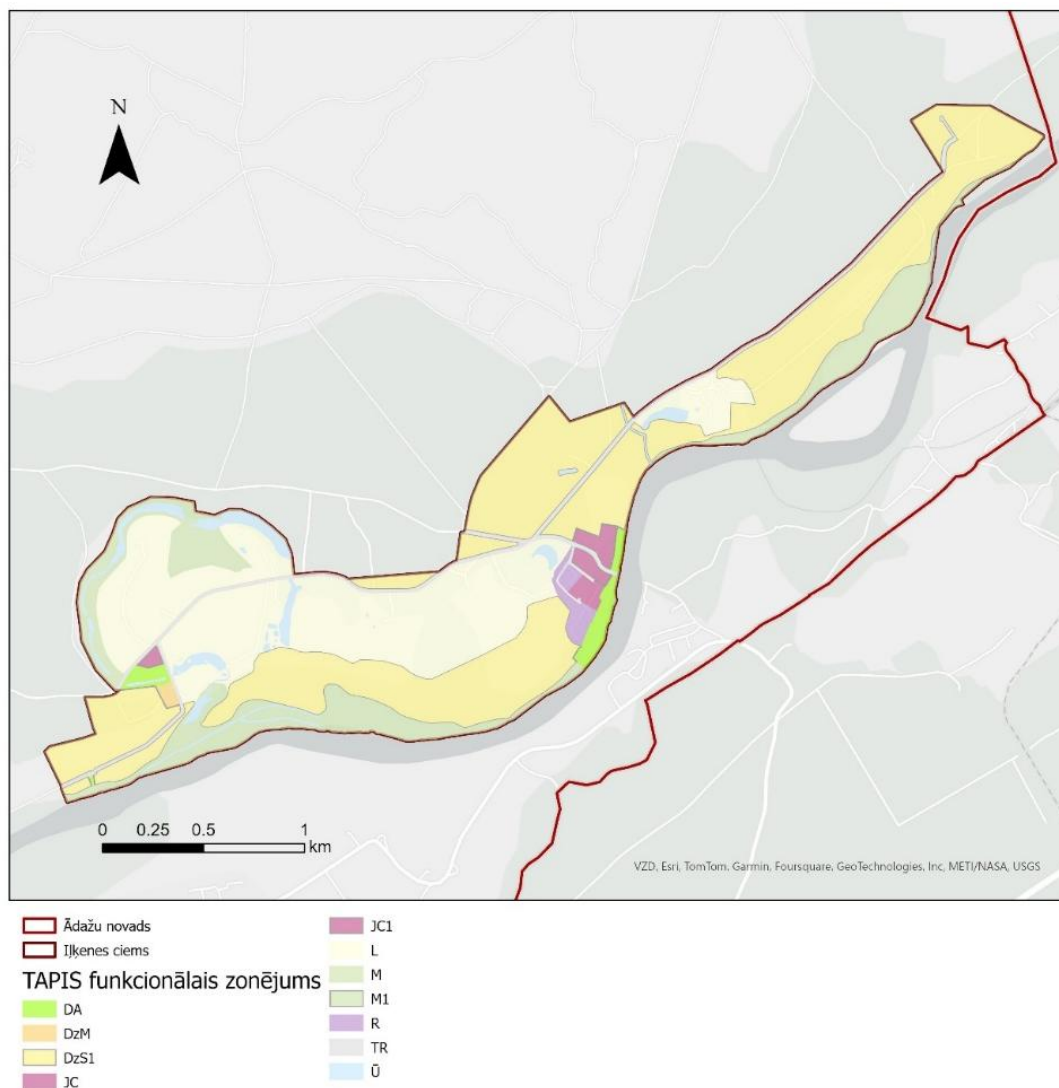 N
0 0.25 0.5 1
km
VZD, Esri, TomTom, Garmin, Foursquare, GeoTechnologies, Inc, METI/NASA, USGS
Ādažu novads
Iļķenes ciems
TAPIS funkcionālais zonējums
DA
DzM
DzS1
JC
JC1
L
M
M1
R
TR
Ū